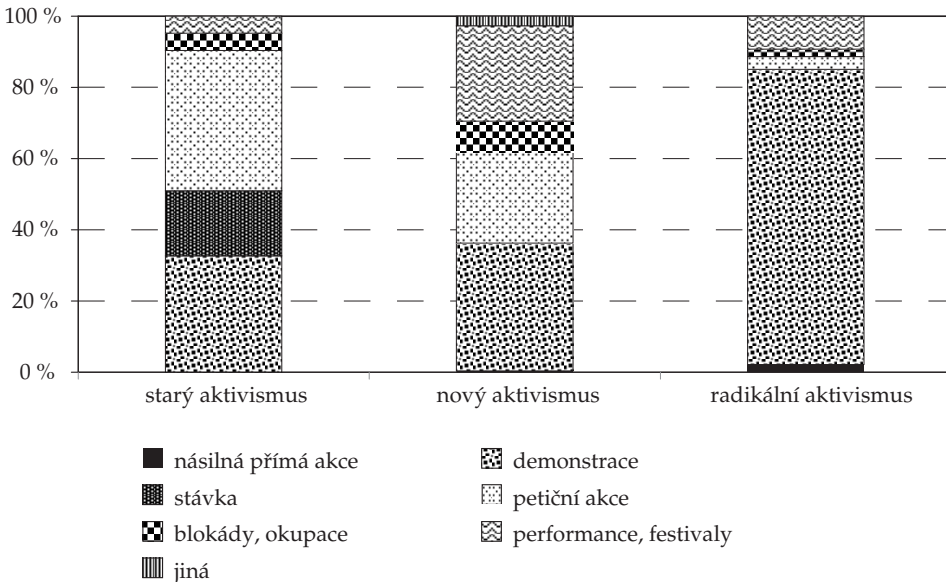 100 %
80 %
60 %
40 %
20 %
0 %
starý aktivismus nový aktivismus radikální aktivismus
násilná přímá akce demonstrace
stávka petiční akce
blokády, okupace performance, festivaly
jiná